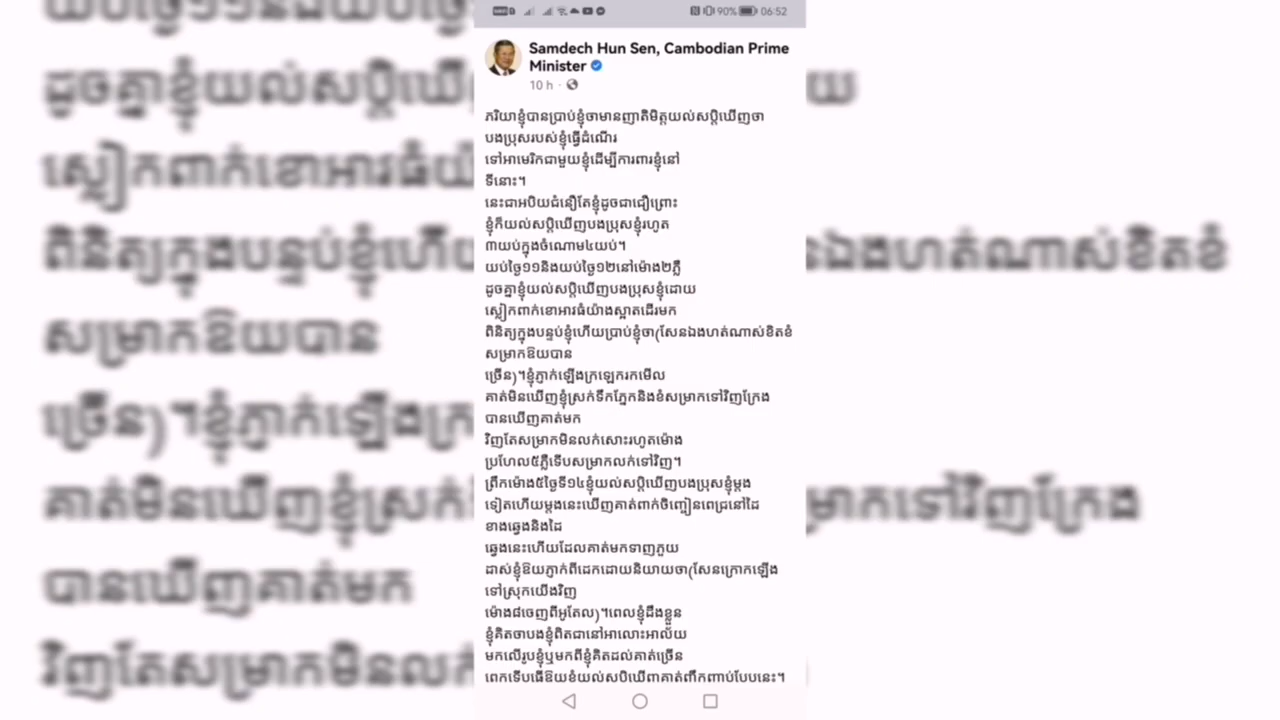 90% 06:52
Samdech Hun Sen, Cambodian Prime
Minister
10 h ·
ភរិយាខ្ញុំបានប្រាប់ខ្ញុំថាមានញាតិមិត្តយល់សប្តិឃើញថា
បងប្រុសរបស់ខ្ញុំធ្វើដំណើរ
ទៅអាមេរិកជាមួយខ្ញុំដើម្បីការពារខ្ញុំនៅ
ទីនោះ។
នេះជាអបិយជំនឿតែខ្ញុំដូចជាជឿព្រោះ
ខ្ញុំក៏យល់សប្តិឃើញបងប្រុសខ្ញុំរហូត
៣យប់ក្នុងចំណោម៤យប់។
យប់ថ្ងៃ១១និងយប់ថ្ងៃ១២នៅម៉ោង២ភ្លឺ
ដូចគ្នាខ្ញុំយល់សប្តិឃើញបងប្រុសខ្ញុំដោយ
ស្លៀកពាក់ខោអាវធំយ៉ាងស្អាតដើរមក
ពិនិត្យក្នុងបន្ទប់ខ្ញុំហើយប្រាប់ខ្ញុំថា(សែនឯងហត់ណាស់ខិតខំ
សម្រាកឱយបាន
ច្រើន)។ខ្ញុំភ្ញាក់ឡើងក្រឡេករកមើល
គាត់មិនឃើញខ្ញុំស្រក់ទឹកភ្នែកនិងខំសម្រាកទៅវិញក្រែង
បានឃើញគាត់មក
វិញតែសម្រាកមិនលក់សោះរហូតម៉ោង
ប្រហែល៥ភ្លឺទើបសម្រាកលក់ទៅវិញ។
ព្រឹកម៉ោង៥ថ្ងៃទី១៤ខ្ញុំយល់សប្តិឃើញបងប្រុសខ្ញុំម្តង
ទៀតហើយម្តងនេះឃើញគាត់ពាក់ចិញ្ចៀនពេជ្រនៅដៃ
ខាងឆ្វេងនិងដៃ
ឆ្វេងនេះហើយដែលគាត់មកទាញភួយ
ដាស់ខ្ញុំឱយភ្ញាក់ពីដេកដោយនិយាយថា(សែនក្រោកឡើង
ទៅស្រុកយើងវិញ
ម៉ោង៨ចេញពីអូតែល)។ពេលខ្ញុំដឹងខ្លួន
ខ្ញុំគិតថាបងខ្ញុំពិតជានៅអាលោះអាល័យ
មកលើរូបខ្ញុំឬមកពីខ្ញុំគិតដល់គាត់ច្រើន
ពេកទើបធ្វើឱយខ្ញុំយល់សប្តិឃើញគាត់ញឹកញាប់បែបនេះ។